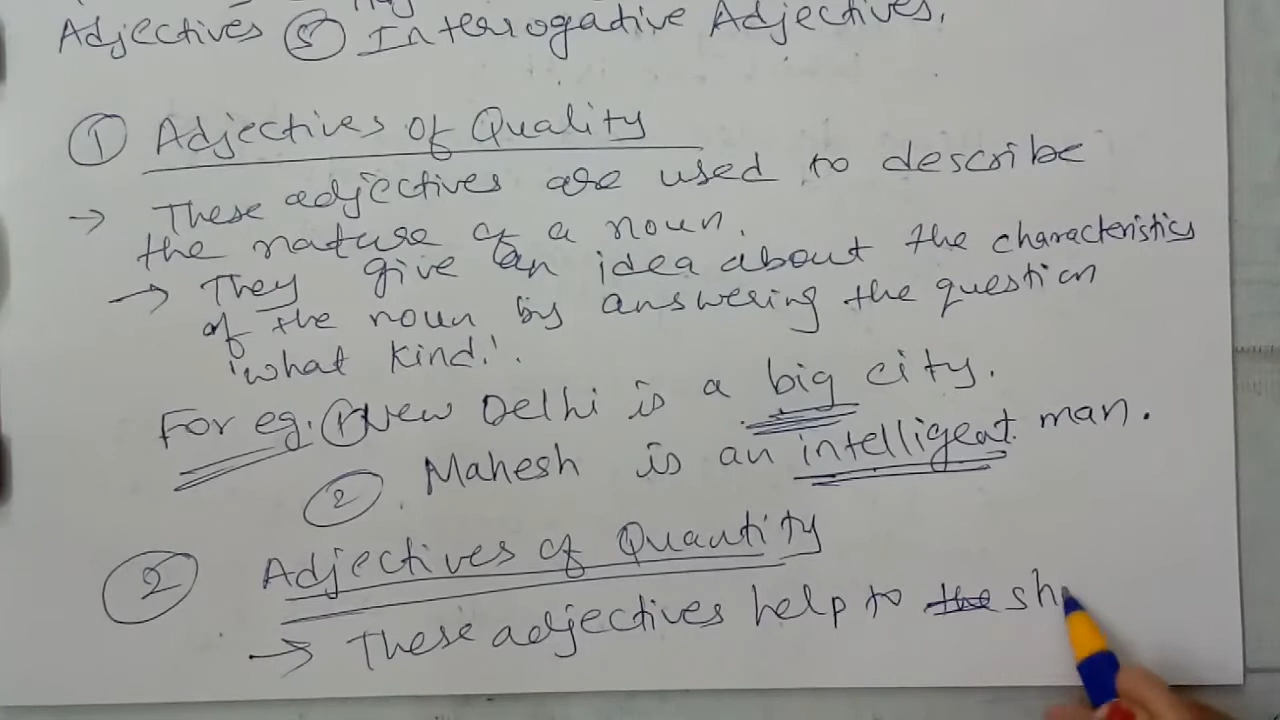 Adjectives ⑤ Interrogative Adjectives.
① Adjectives of Quality
→ These adjectives are used to describe
the nature of a noun.
→ They give an idea about the characteristics
of the noun by answering the question
'what kind.'.
For eg. ① New Delhi is a big city.
② Mahesh is an intelligeat man.
② Adjectives of Quantity
→ These adjectives help to the sh